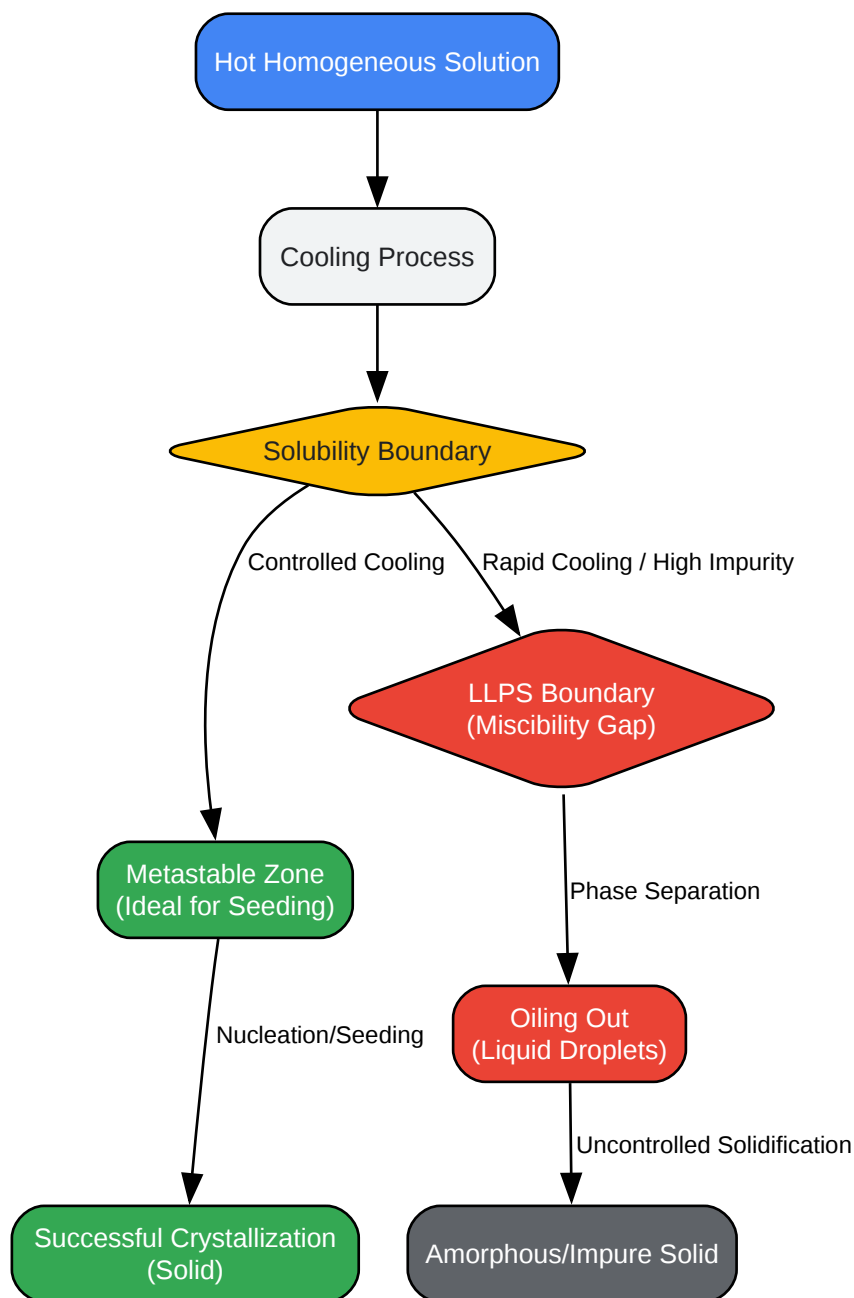 Hot Homogeneous Solution
Cooling Process
Solubility Boundary
Controlled Cooling
Rapid Cooling / High Impurity
LLPS Boundary
(Miscibility Gap)
Metastable Zone
(Ideal for Seeding)
Phase Separation
Oiling Out
(Liquid Droplets)
Nucleation/Seeding
Uncontrolled Solidification
Successful Crystallization
(Solid)
Amorphous/Impure Solid